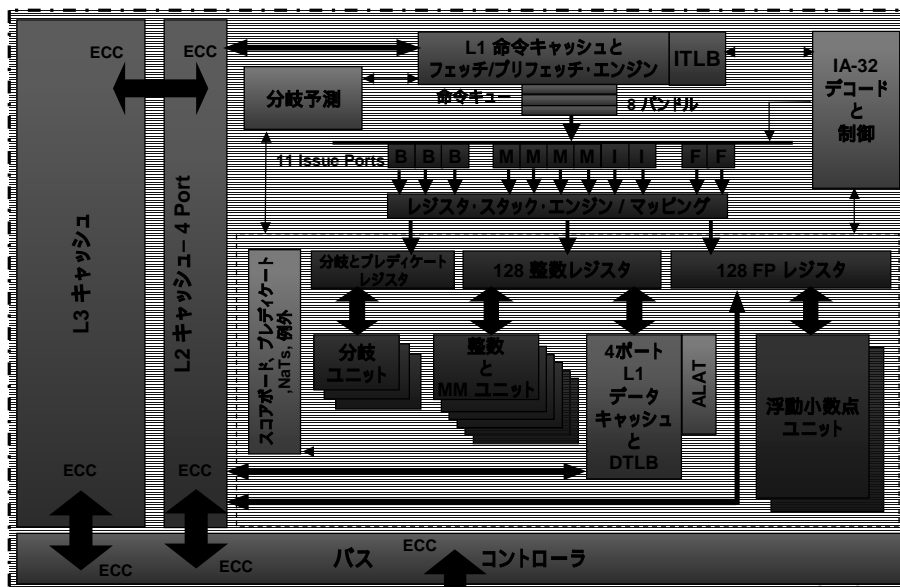 ECC
ECC
L1 命令キャッシュと
フェッチ/プリフェッチ・エンジン
ITLB
IA-32
デコード
と
制御
分岐予測
命令キュー
8 バンドル
11 Issue Ports
B B B M M M M I I F F
レジスタ・スタック・エンジン / マッピング
L3 キャッシュ
L2 キャッシュ– 4 Port
スコアボード、プレディケート
,NaTs, 例外
分岐とプレディケート
レジスタ
128 整数レジスタ
128 FP レジスタ
分岐
ユニット
整数
と
MM ユニット
4ポート
L1
データ
キャッシュ
と
DTLB
ALAT
浮動小数点
ユニット
ECC
ECC
バス
ECC
コントローラ
ECC
ECC